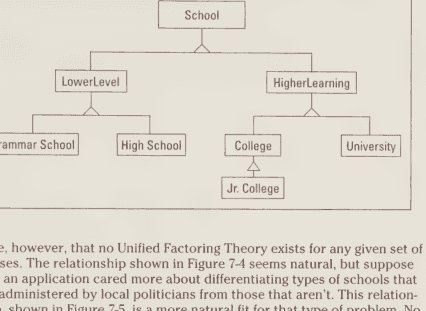 School
LowerLevel HigherLearning
rammar School High School College University
Jr. College
e, however, that no Unified Factoring Theory exists for any given set of
ses. The relationship shown in Figure 7-4 seems natural, but suppose
an application cared more about differentiating types of schools that
administered by local politicians from those that aren't. This relation-
, shown in Figure 7-5, is a more natural fit for that type of problem. No